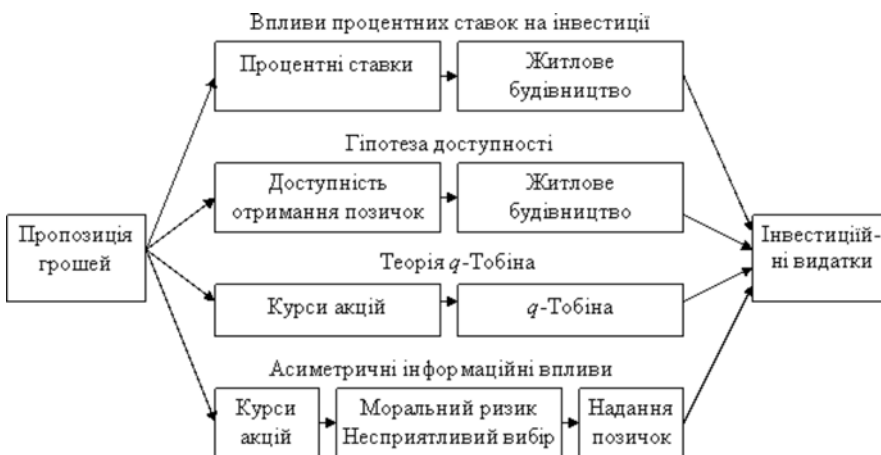 Впливи процентних ставок на інвестиції
Процентні ставки
Житлове
будівництво
Гіпотеза доступності
Доступність
отримання позичок
Житлове
будівництво
Пропозиція
грошей
Інвестиціїй-
ні видатки
Теорія q-Тобіна
Курси акцій
q-Тобіна
Асиметричні інформаційні впливи
Курси
акцій
Моральний ризик
Несприятливий вибір
Надання
позичок